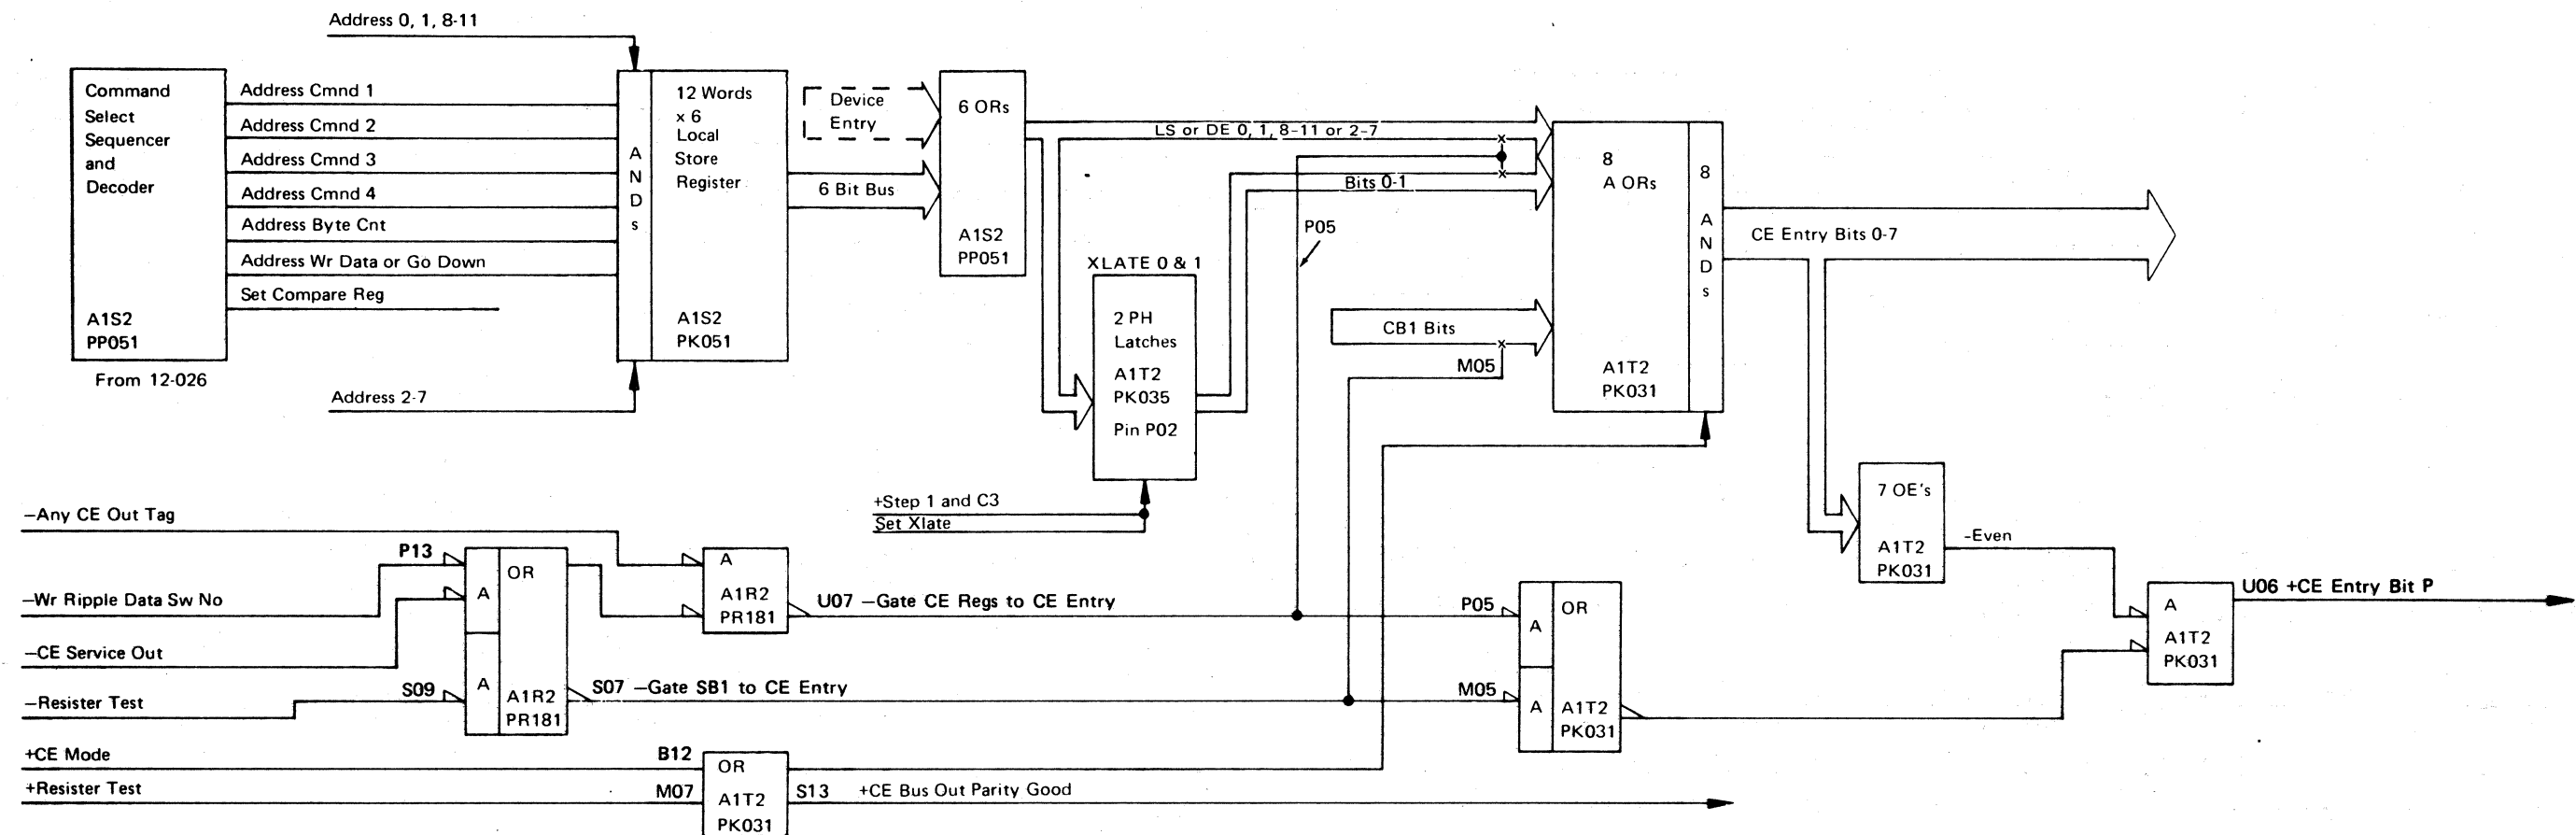 Address 0, 1, 8-11
Command
Select
Sequencer
and
Decoder
A1S2
PP051
From 12-026
Address Cmnd 1
Address Cmnd 2
Address Cmnd 3
Address Cmnd 4
Address Byte Cnt
Address Wr Data or Go Down
Set Compare Reg
Address 2-7
A
N
D
s
12 Words
x 6
Local
Store
Register
A1S2
PK051
Device
Entry
6 Bit Bus
6 ORs
A1S2
PP051
LS or DE 0, 1, 8-11 or 2-7
Bits 0-1
P05
XLATE 0 & 1
2 PH
Latches
A1T2
PK035
Pin P02
+Step 1 and C3
Set Xlate
CB1 Bits
M05
8
A ORs
A1T2
PK031
8
A
N
D
s
CE Entry Bits 0-7
7 OE's
A1T2
PK031
-Even
—Any CE Out Tag
—Wr Ripple Data Sw No
—CE Service Out
—Resister Test
+CE Mode
+Resister Test
P13
S09
A
A
OR
A1R2
PR181
A
A1R2
PR181
U07 —Gate CE Regs to CE Entry
S07 —Gate SB1 to CE Entry
P05
M05
A
A
OR
A1T2
PK031
A
A1T2
PK031
U06 +CE Entry Bit P
B12
M07
OR
A1T2
PK031
S13 +CE Bus Out Parity Good